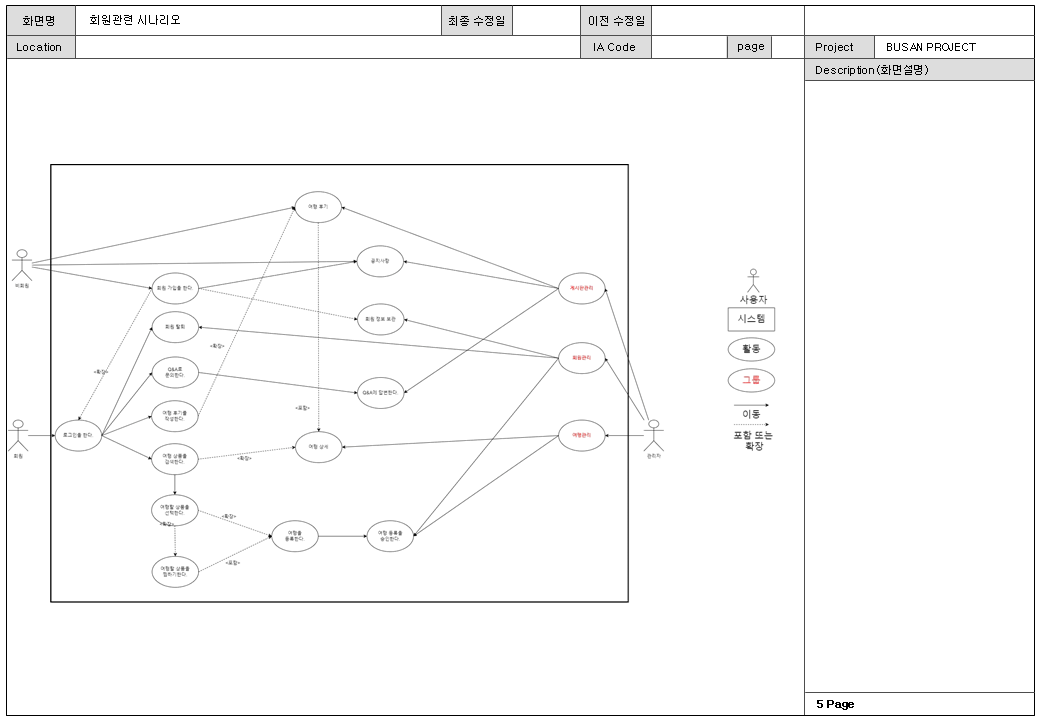 화면명
회원관련 시나리오
최종 수정일
이전 수정일
Location
IA Code
page
Project
BUSAN PROJECT
Description(화면설명)
여행 후기
공지사항
비회원
회원 가입을 한다.
게시판관리
사용자
회원 정보 보관
시스템
회원 탈퇴
<확장>
활동
회원관리
<확장>
Q&A로
문의한다.
그룹
Q&A에 답변한다.
<포함>
여행 후기를
작성한다.
이동
회원
로그인을 한다.
여행 상세
여행관리
관리자
포함 또는
확장
여행 상품을
검색한다.
<확장>
여행할 상품을
선택한다.
<확장>
<확장>
여행을
등록한다.
여행 등록을
승인한다.
<포함>
여행할 상품을
찜하기한다.
5 Page